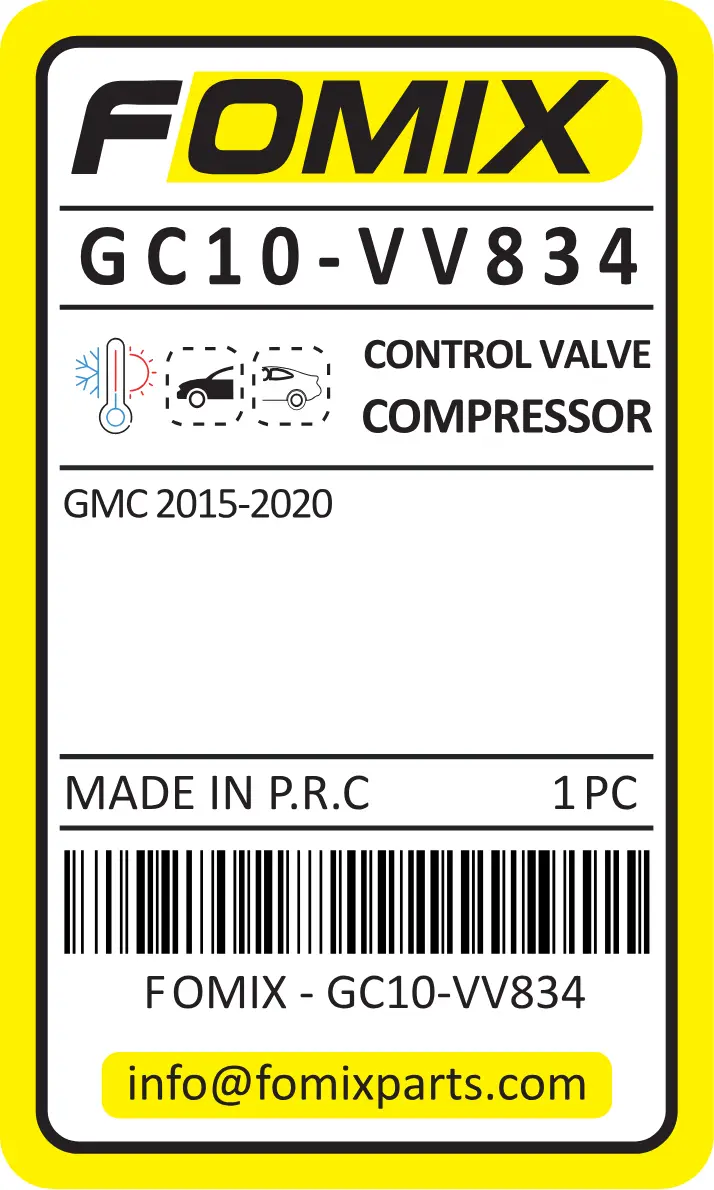 FOMIX
GC10-VV834
CONTROL VALVE
COMPRESSOR
GMC 2015-2020
MADE IN P.R.C 1 PC
FOMIX - GC10-VV834
info@fomixparts.com